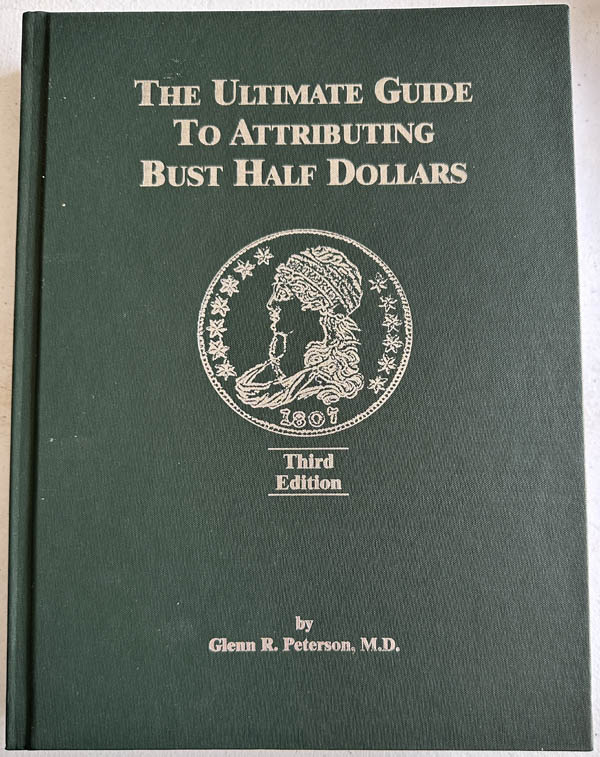 THE ULTIMATE GUIDE
TO ATTRIBUTING
BUST HALF DOLLARS
1807
Third
Edition
by
Glenn R. Peterson, M.D.